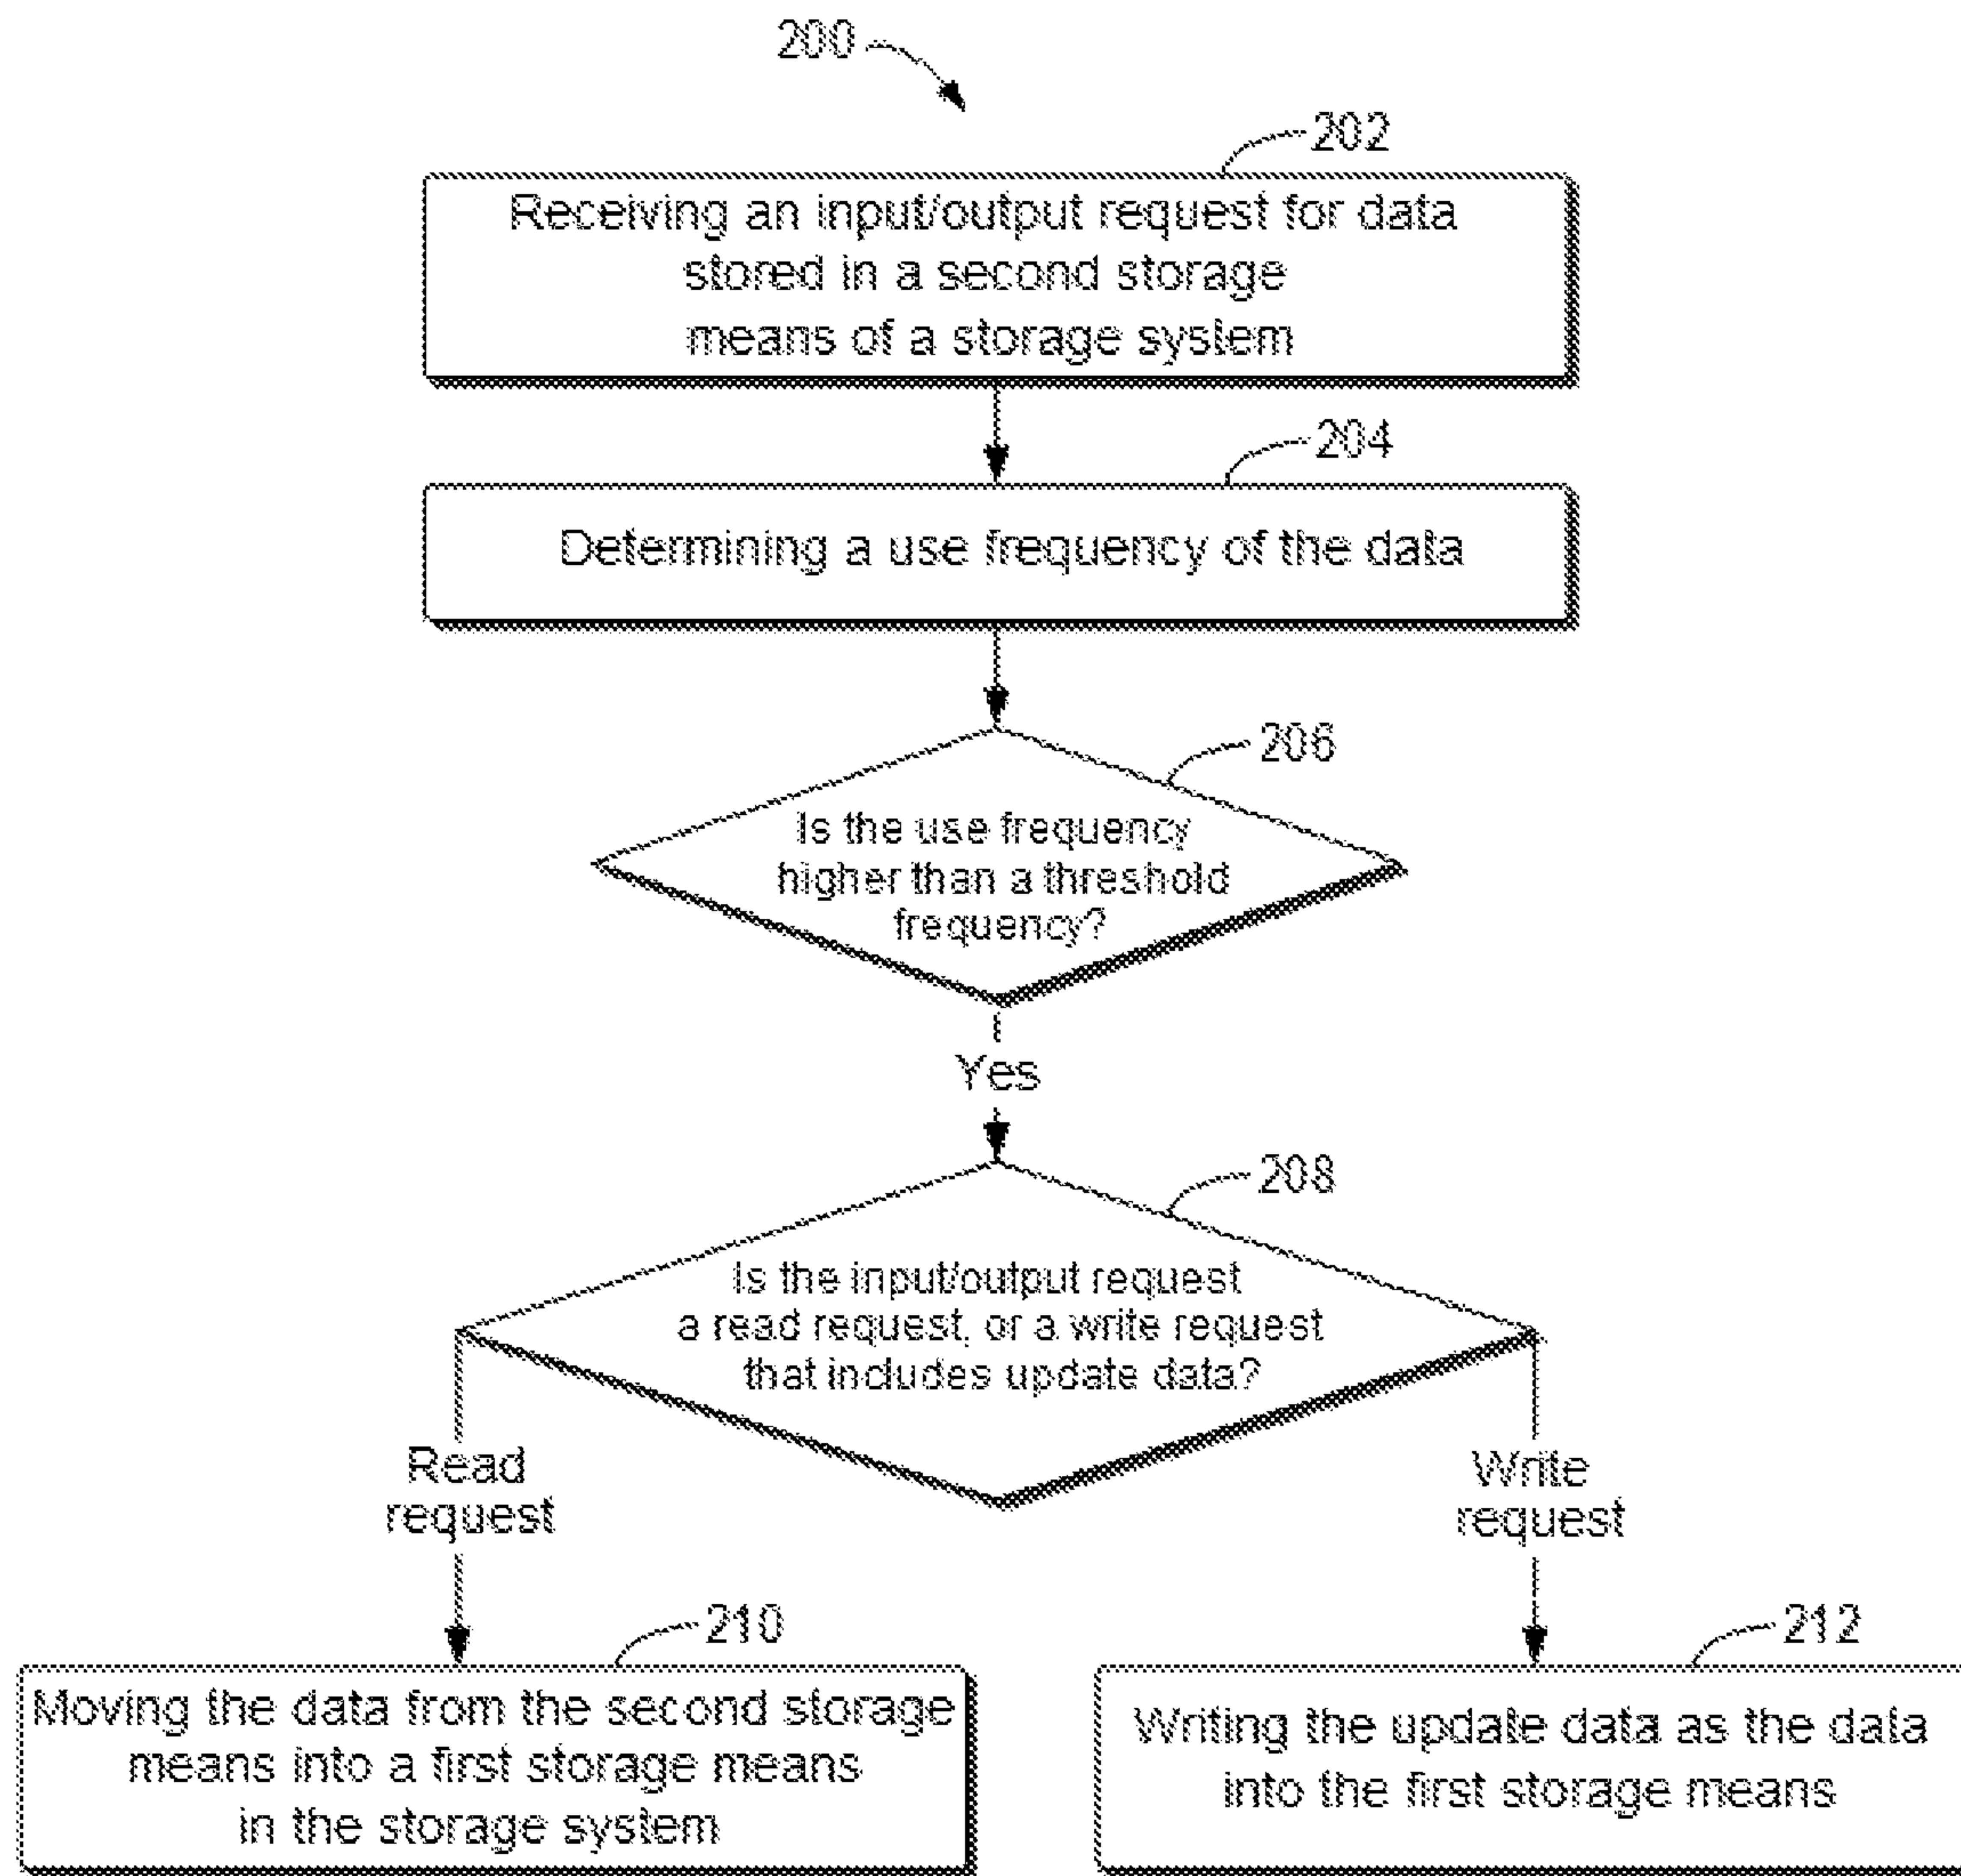 200
202
Receiving an input/output request for data
stored in a second storage
means of a storage system
204
Determining a use frequency of the data
206
Is the use frequency
higher than a threshold
frequency?
Yes
208
Is the input/output request
a read request, or a write request
that includes update data?
Read
request
Write
request
210
Moving the data from the second storage
means into a first storage means
in the storage system
212
Writing the update data as the data
into the first storage means